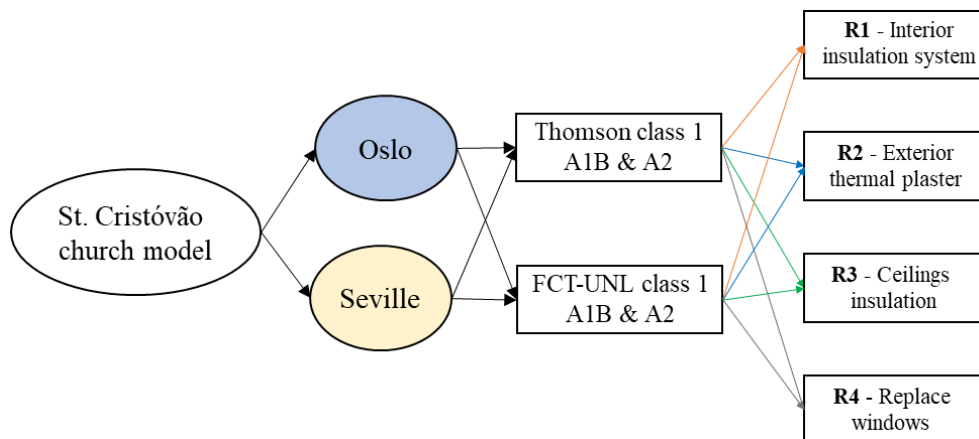 St. Cristóvão
church model
Oslo
Seville
Thomson class 1
A1B & A2
FCT-UNL class 1
A1B & A2
R1 - Interior
insulation system
R2 - Exterior
thermal plaster
R3 - Ceilings
insulation
R4 - Replace
windows